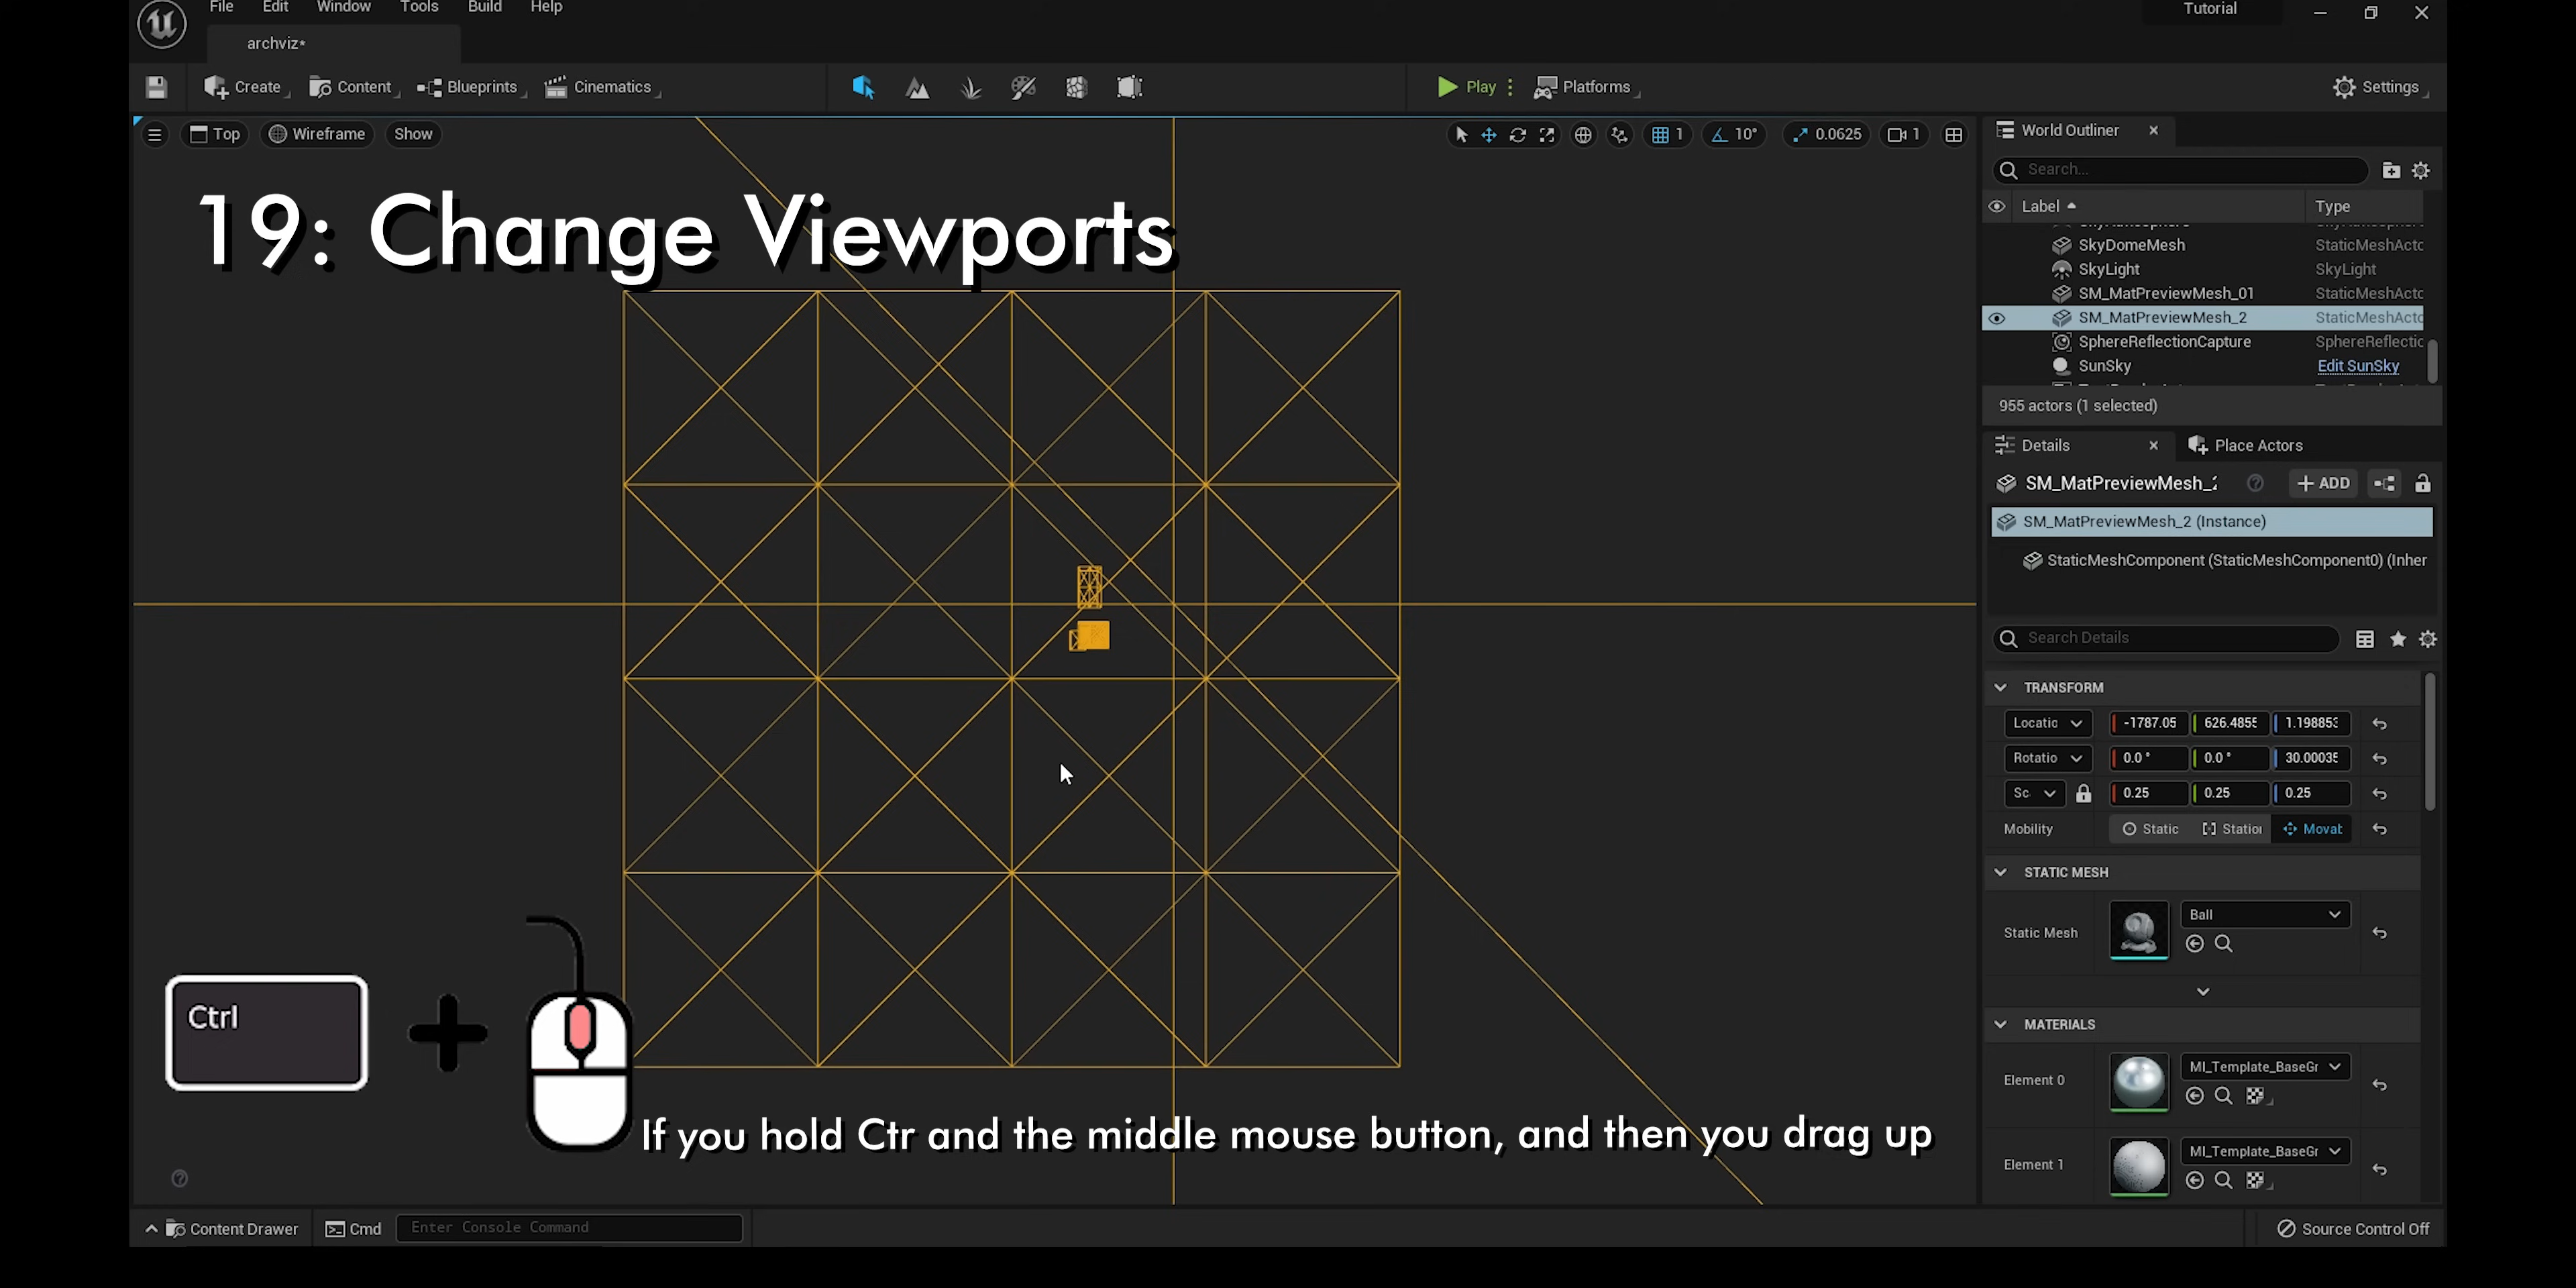 File Edit Window Tools Build Help
Tutorial
archviz*
Create Content Blueprints Cinematics
Play Platforms Settings
Top Wireframe Show
1 10° 0.0625 1
World Outliner
Search...
19: Change Viewports
Label Type
SkyDomeMesh StaticMeshActo
SkyLight SkyLight
SM_MatPreviewMesh_01 StaticMeshActo
SM_MatPreviewMesh_2 StaticMeshActo
SphereReflectionCapture SphereReflectic
SunSky Edit SunSky
955 actors (1 selected)
Details Place Actors
SM_MatPreviewMesh_2 ADD
SM_MatPreviewMesh_2 (Instance)
StaticMeshComponent (StaticMeshComponent0) (Inher
Search Details
TRANSFORM
Locatio -1787.05 626.4855 1.198853
Rotatio 0.0° 0.0° 30.00035
Sc 0.25 0.25 0.25
Mobility Static Station Movab
STATIC MESH
Static Mesh Ball
MATERIALS
Element 0 MI_Template_BaseGr
Element 1 MI_Template_BaseGr
Ctrl
If you hold Ctr and the middle mouse button, and then you drag up
Content Drawer Cmd Enter Console Command Source Control Off